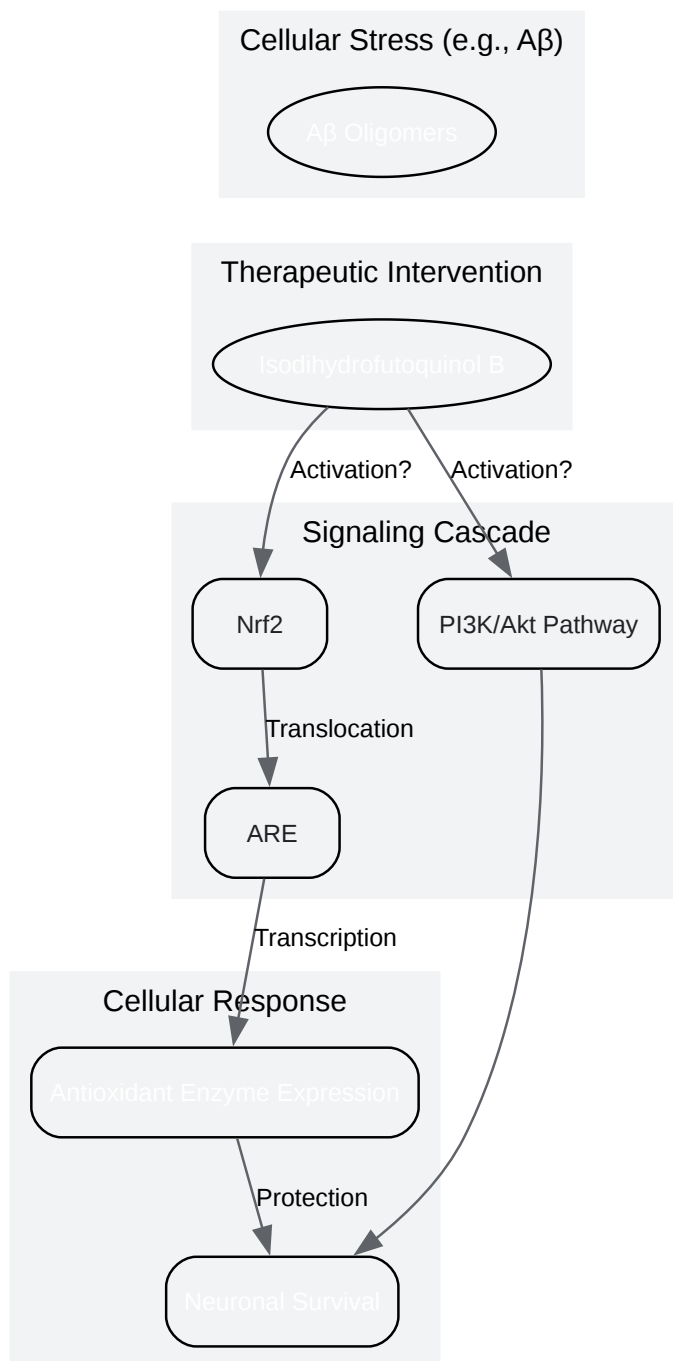 Cellular Stress (e.g., Aβ)
Aβ Oligomers
Therapeutic Intervention
Isodihydrofutoquinol B
Activation?
Activation?
Signaling Cascade
Nrf2
PI3K/Akt Pathway
Translocation
ARE
Transcription
Cellular Response
Antioxidant Enzyme Expression
Protection
Neuronal Survival